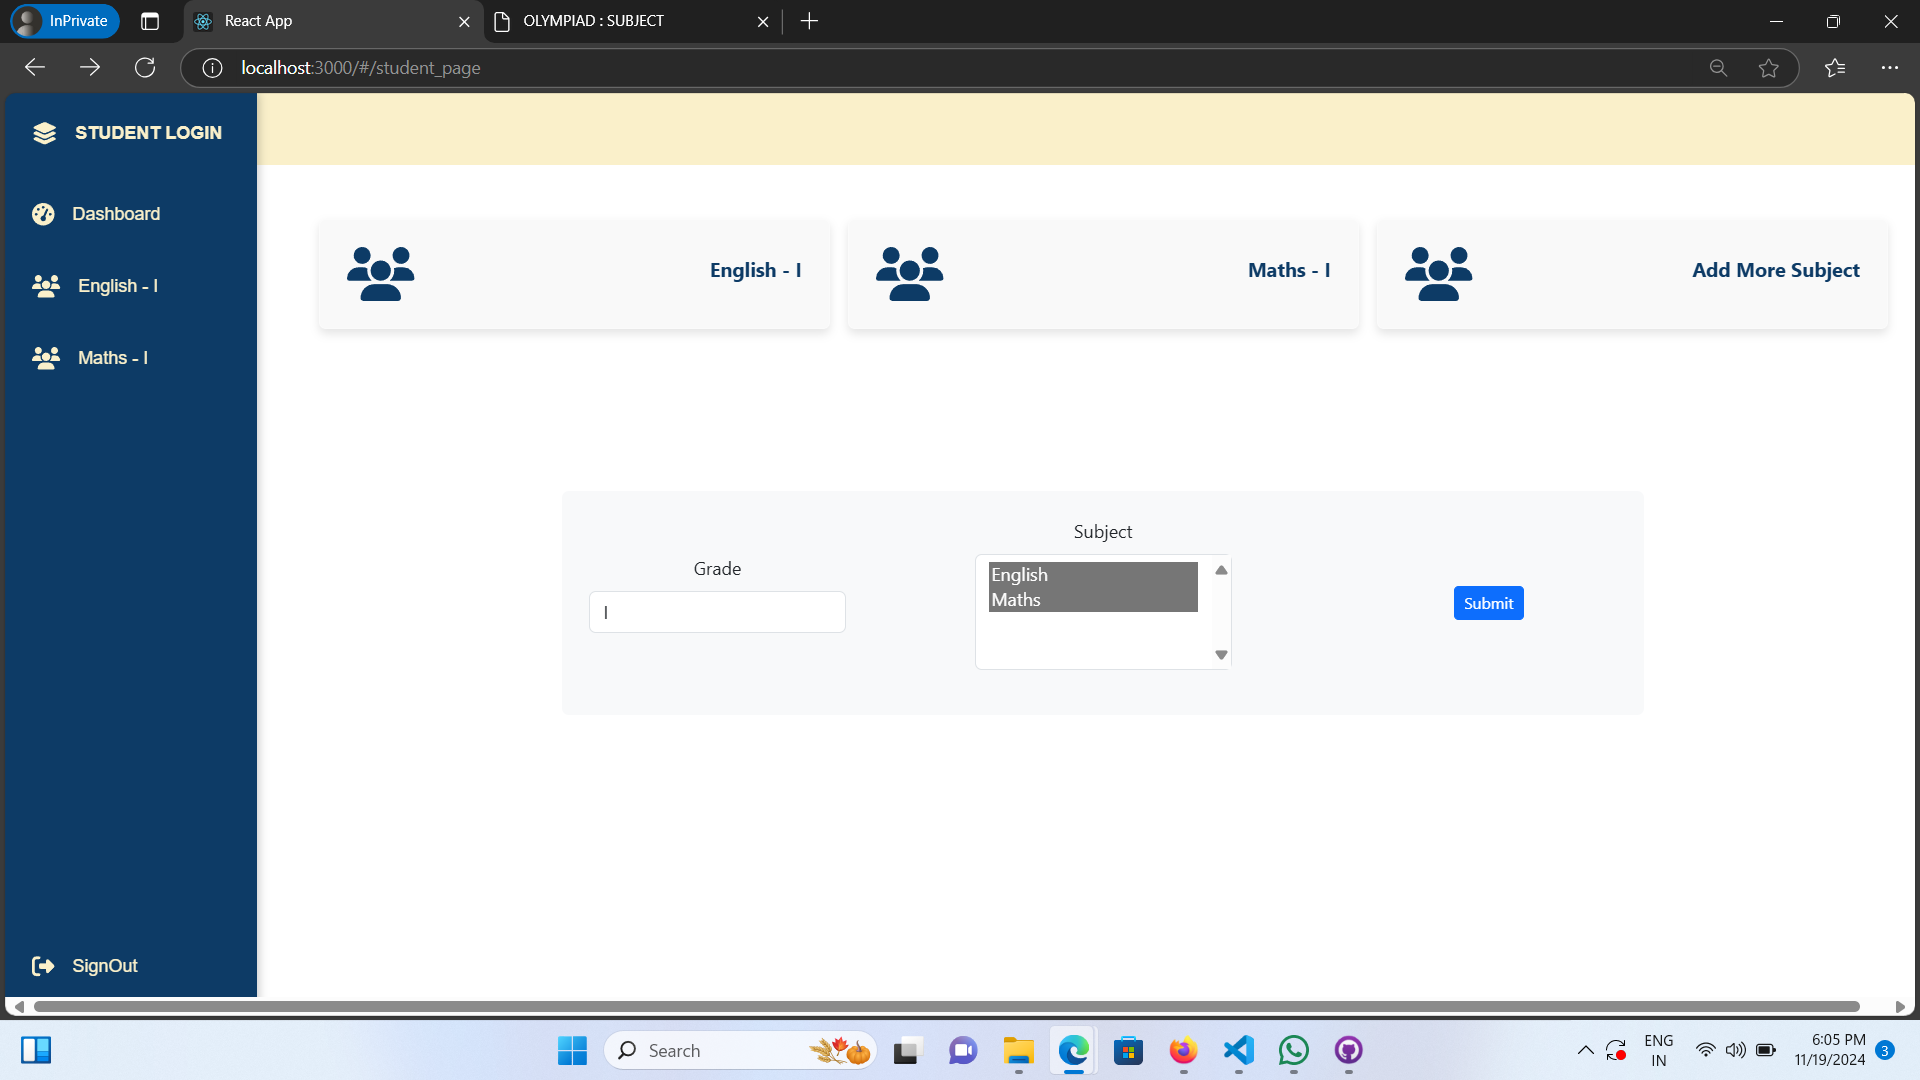 InPrivate
React App
OLYMPIAD : SUBJECT
localhost:3000/#/student_page
STUDENT LOGIN
Dashboard
English - I
Maths - I
SignOut
English - I
Maths - I
Add More Subject
Grade
I
Subject
English
Maths
Submit
Search
ENG
IN
6:05 PM
11/19/2024
3